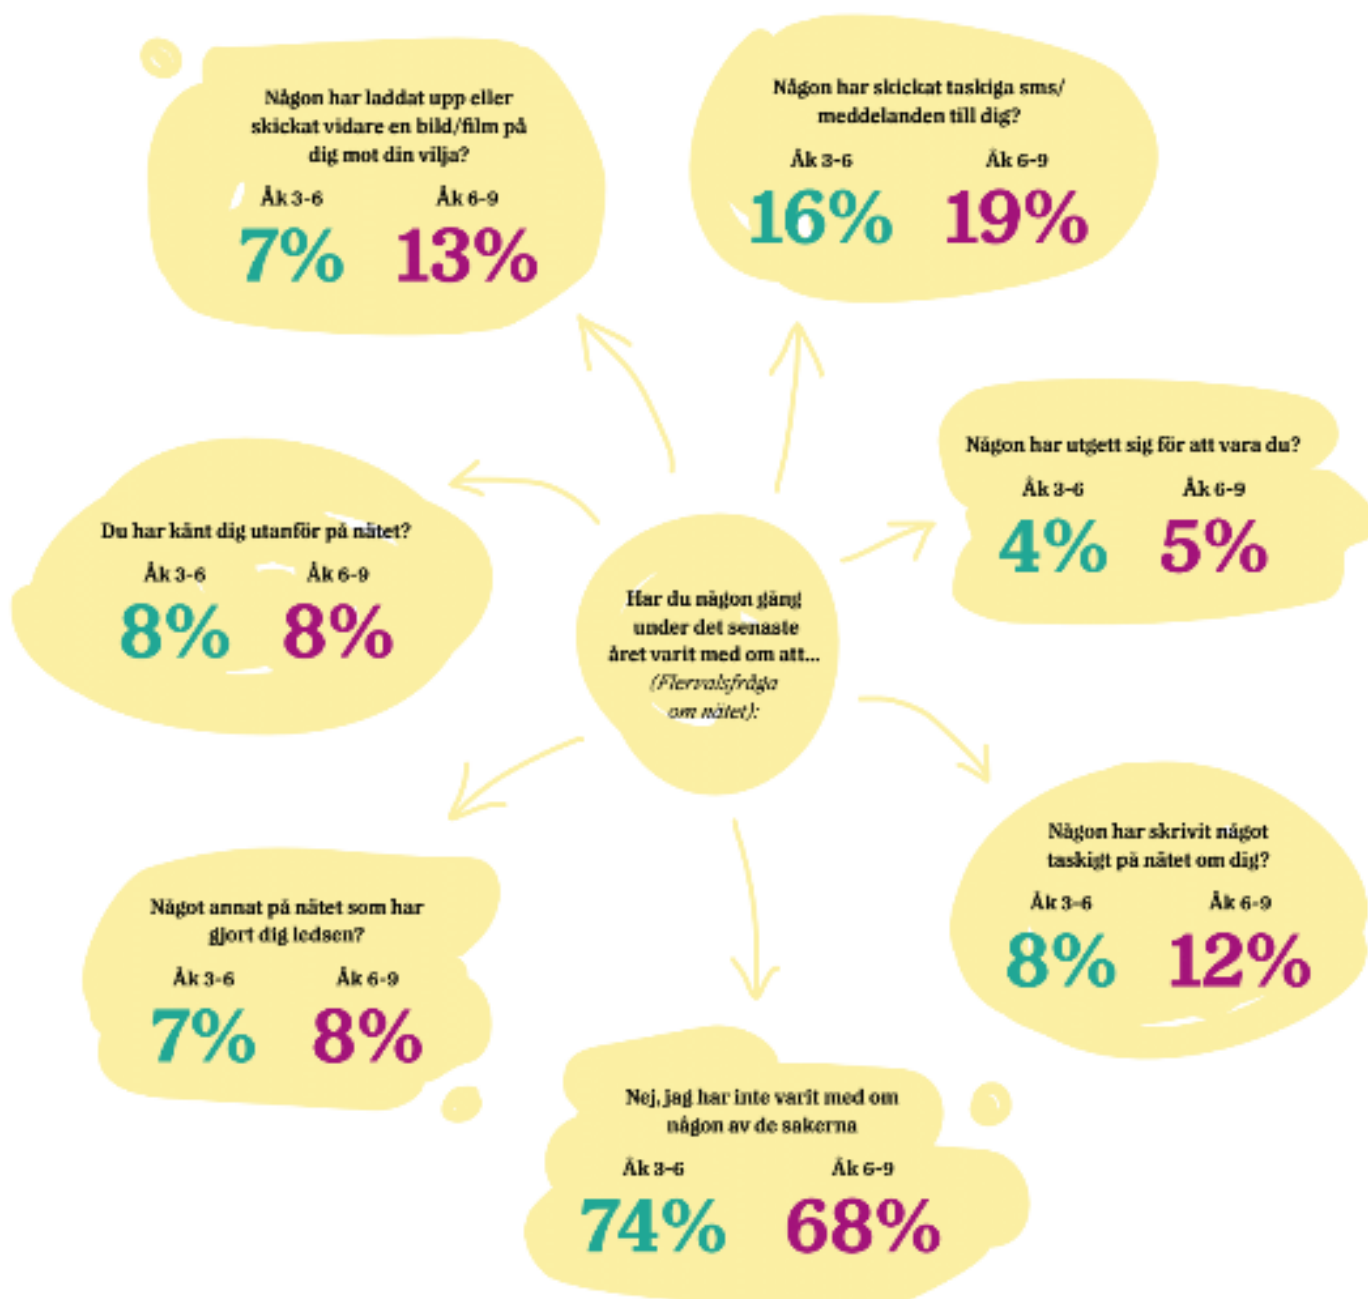 Någon har laddat upp eller
skickat vidare en bild/film på
dig mot din vilja?
Åk 3-6 Åk 6-9
7% 13%
Någon har skickat taskiga sms/
meddelanden till dig?
Åk 3-6 Åk 6-9
16% 19%
Någon har utgett sig för att vara du?
Åk 3-6 Åk 6-9
4% 5%
Du har känt dig utanför på nätet?
Åk 3-6 Åk 6-9
8% 8%
Har du någon gång
under det senaste
året varit med om att...
(Flervalsfråga
om nätet):
Någon har skrivit något
taskigt på nätet om dig?
Åk 3-6 Åk 6-9
8% 12%
Något annat på nätet som har
gjort dig ledsen?
Åk 3-6 Åk 6-9
7% 8%
Nej, jag har inte varit med om
någon av de sakerna
Åk 3-6 Åk 6-9
74% 68%